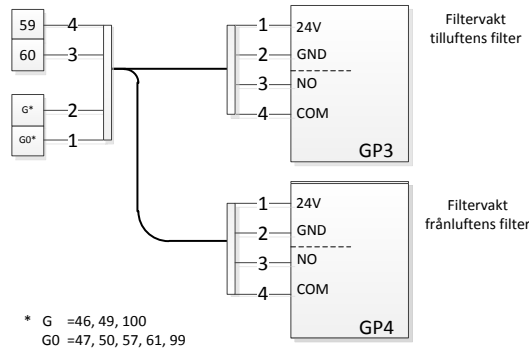 59
4
60
3
G*
2
G0*
1
1
24V
2
GND
3
NO
4
COM
GP3
Filtervakt
tilluftens filter
1
24V
2
GND
3
NO
4
COM
GP4
Filtervakt
frånluftens filter
* G =46, 49, 100
G0 =47, 50, 57, 61, 99